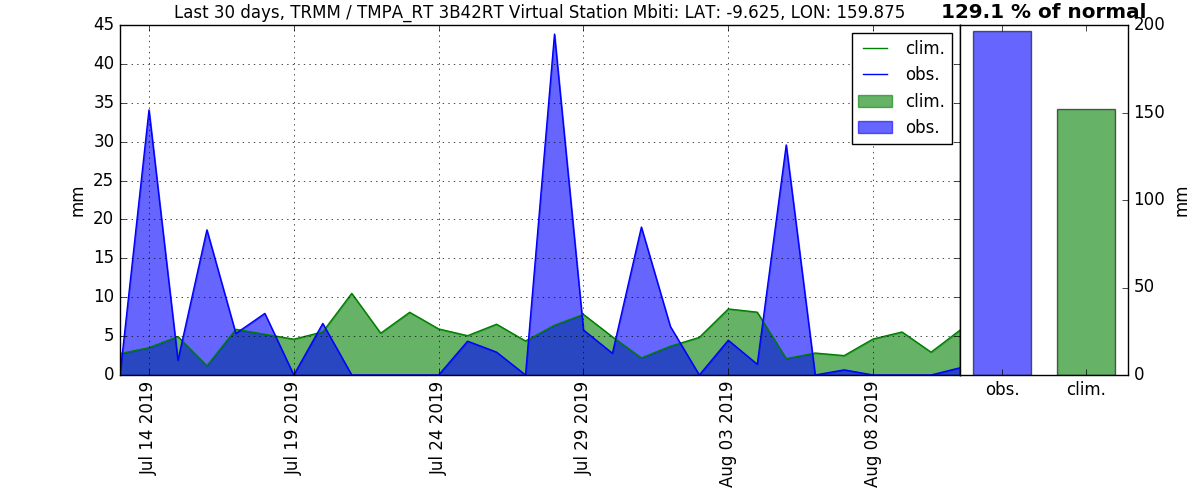 Last 30 days, TRMM / TMPA_RT 3B42RT Virtual Station Mbiti: LAT: -9.625, LON: 159.875
129.1 % of normal
45
40
35
30
25
20
15
10
5
0
mm
Jul 14 2019
Jul 19 2019
Jul 24 2019
Jul 29 2019
Aug 03 2019
Aug 08 2019
clim.
obs.
clim.
obs.
200
150
100
50
0
mm
obs.
clim.